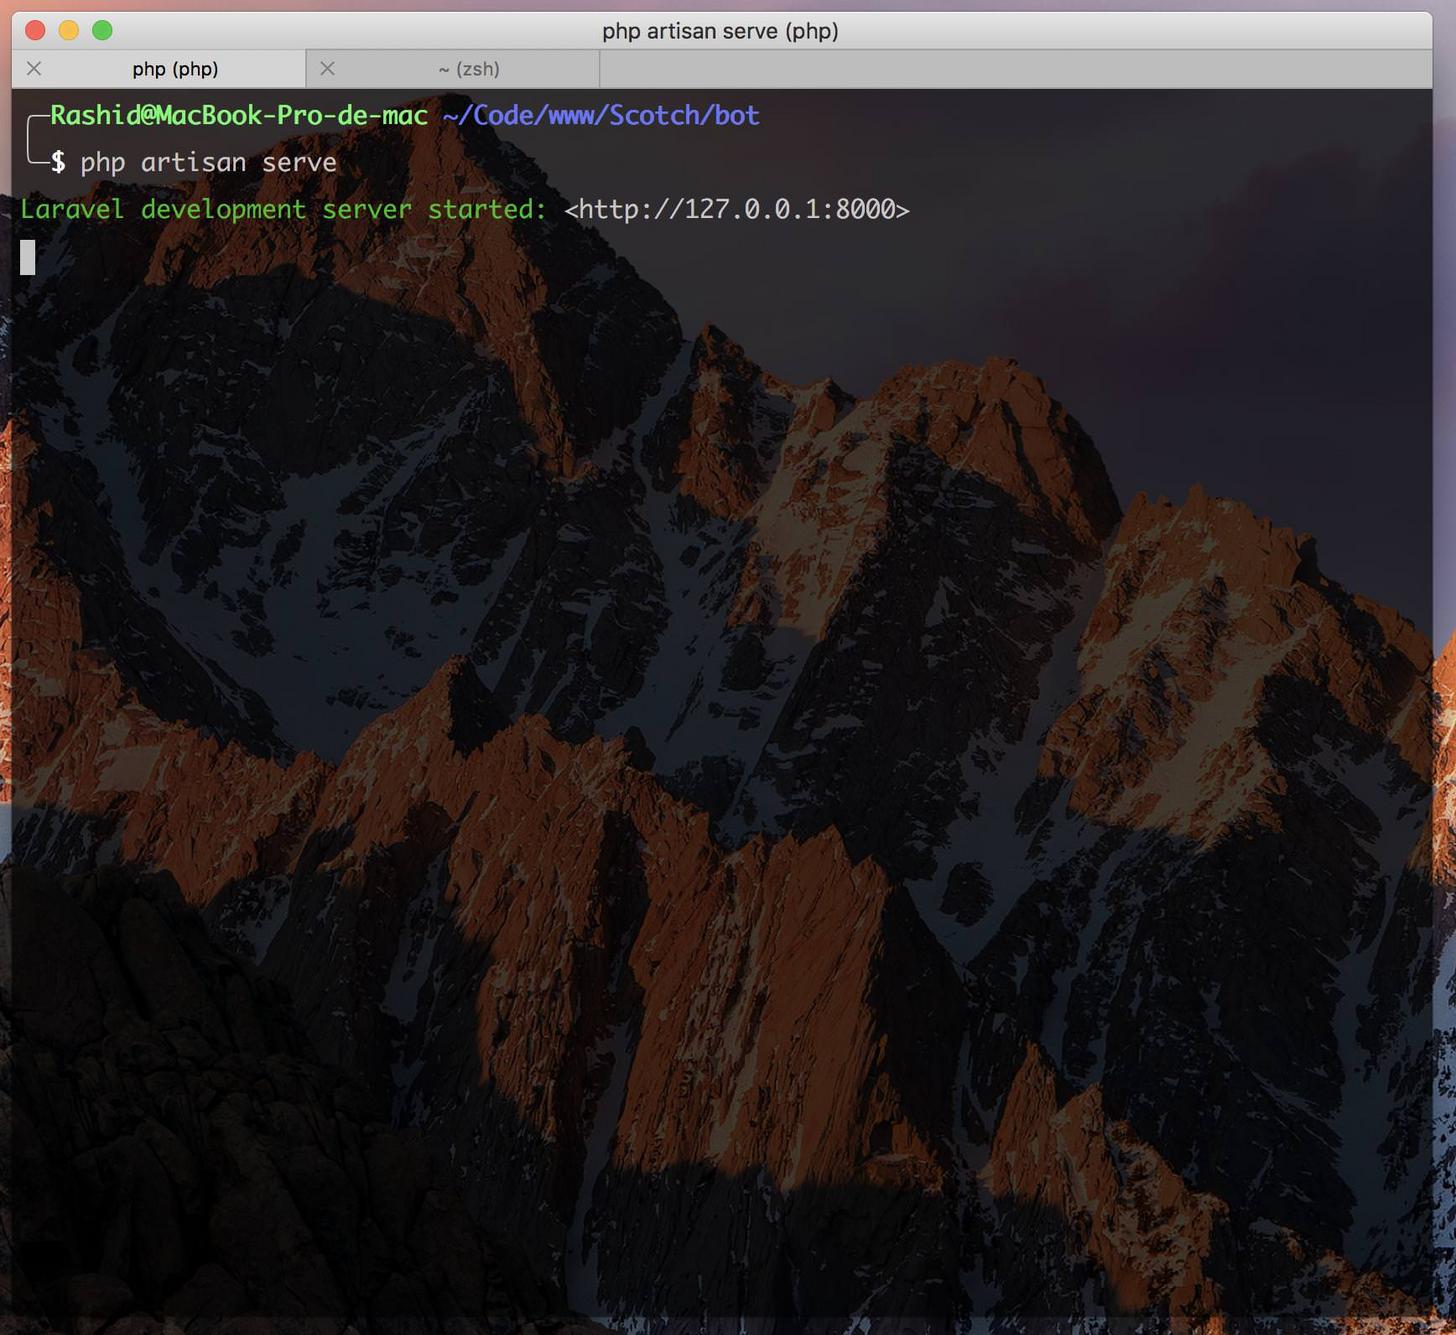 php artisan serve (php)
php (php)
~ (zsh)
Rashid@MacBook-Pro-de-mac ~/Code/www/Scotch/bot
$ php artisan serve
Laravel development server started: <http://127.0.0.1:8000>